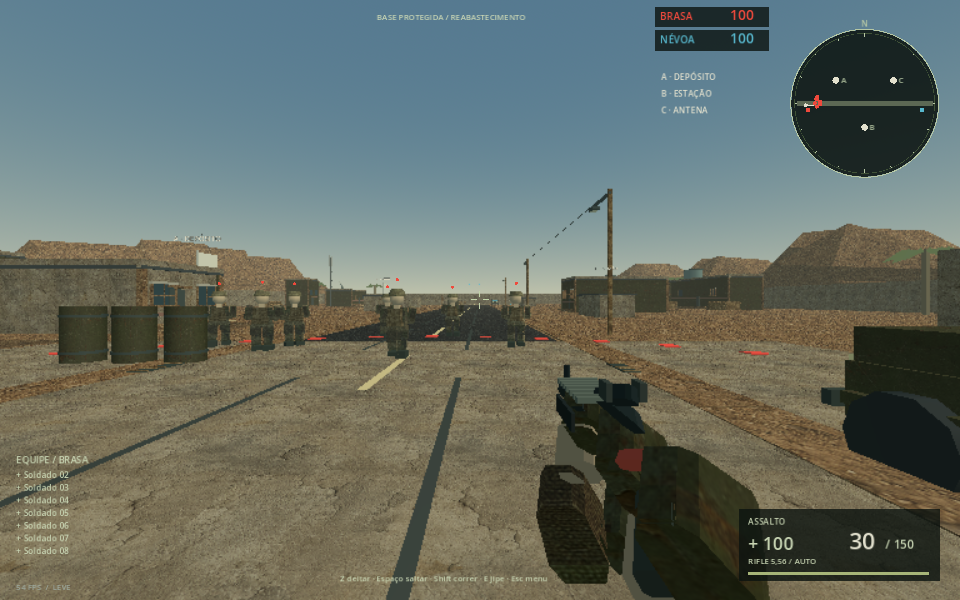 BASE PROTEGIDA / REABASTECIMENTO
BRASA 100
NÉVOA 100
A · DEPÓSITO
B · ESTAÇÃO
C · ANTENA
N
A
C
B
EQUIPE / BRASA
+ Soldado 02
+ Soldado 03
+ Soldado 04
+ Soldado 05
+ Soldado 06
+ Soldado 07
+ Soldado 08
Z deitar · Espaço saltar · Shift correr · E jipe · Esc menu
ASSALTO
+ 100
30 / 150
RIFLE 5,56 / AUTO